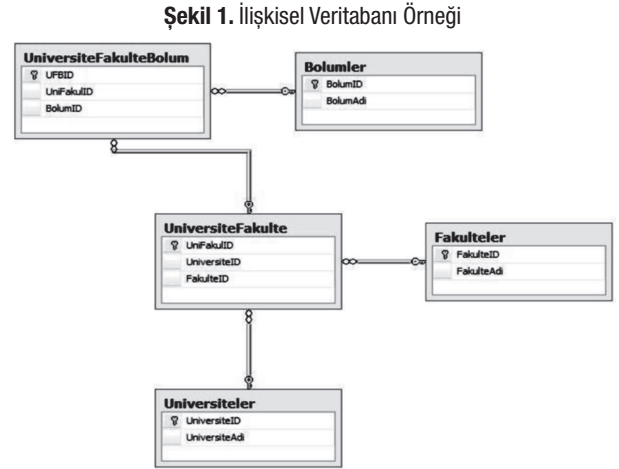 Şekil 1. İlişkisel Veritabanı Örneği
UniversiteFakulteBolum
UFBID
UniFakulID
BolumID
Bolumler
BolumID
BolumAdi
UniversiteFakulte
UniFakulID
UniversiteID
FakulteID
Fakulteler
FakulteID
FakulteAdi
Universiteler
UniversiteID
UniversiteAdi